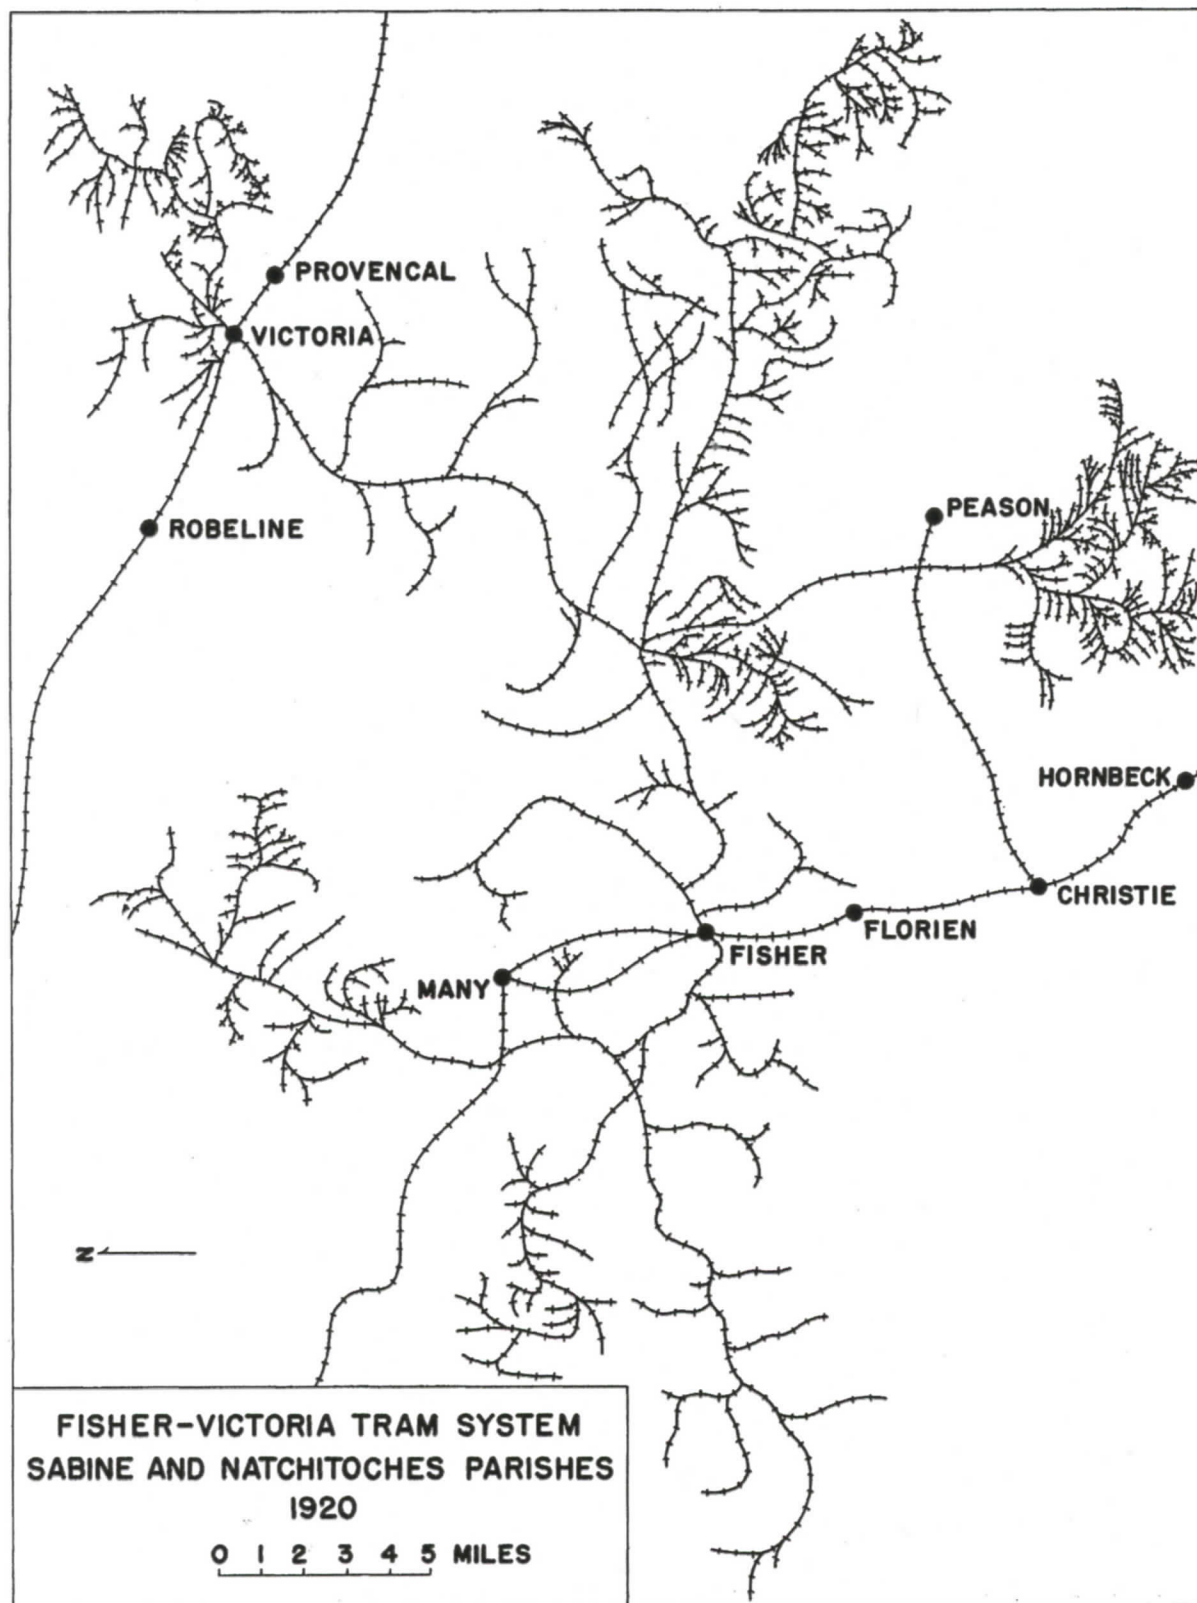 PROVENCAL
VICTORIA
ROBELINE
PEASON
HORNBECK
CHRISTIE
FLORIEN
FISHER
MANY
N
FISHER-VICTORIA TRAM SYSTEM
SABINE AND NATCHITOCHES PARISHES
1920
0 1 2 3 4 5 MILES